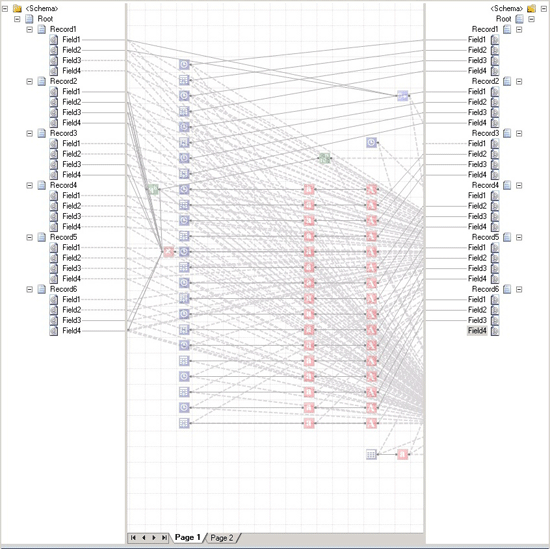 <Schema>
Root
Record1
Field1
Field2
Field3
Field4
Record2
Field1
Field2
Field3
Field4
Record3
Field1
Field2
Field3
Field4
Record4
Field1
Field2
Field3
Field4
Record5
Field1
Field2
Field3
Field4
Record6
Field1
Field2
Field3
Field4
<Schema>
Root
Record1
Field1
Field2
Field3
Field4
Record2
Field1
Field2
Field3
Field4
Record3
Field1
Field2
Field3
Field4
Record4
Field1
Field2
Field3
Field4
Record5
Field1
Field2
Field3
Field4
Record6
Field1
Field2
Field3
Field4
Page 1 Page 2